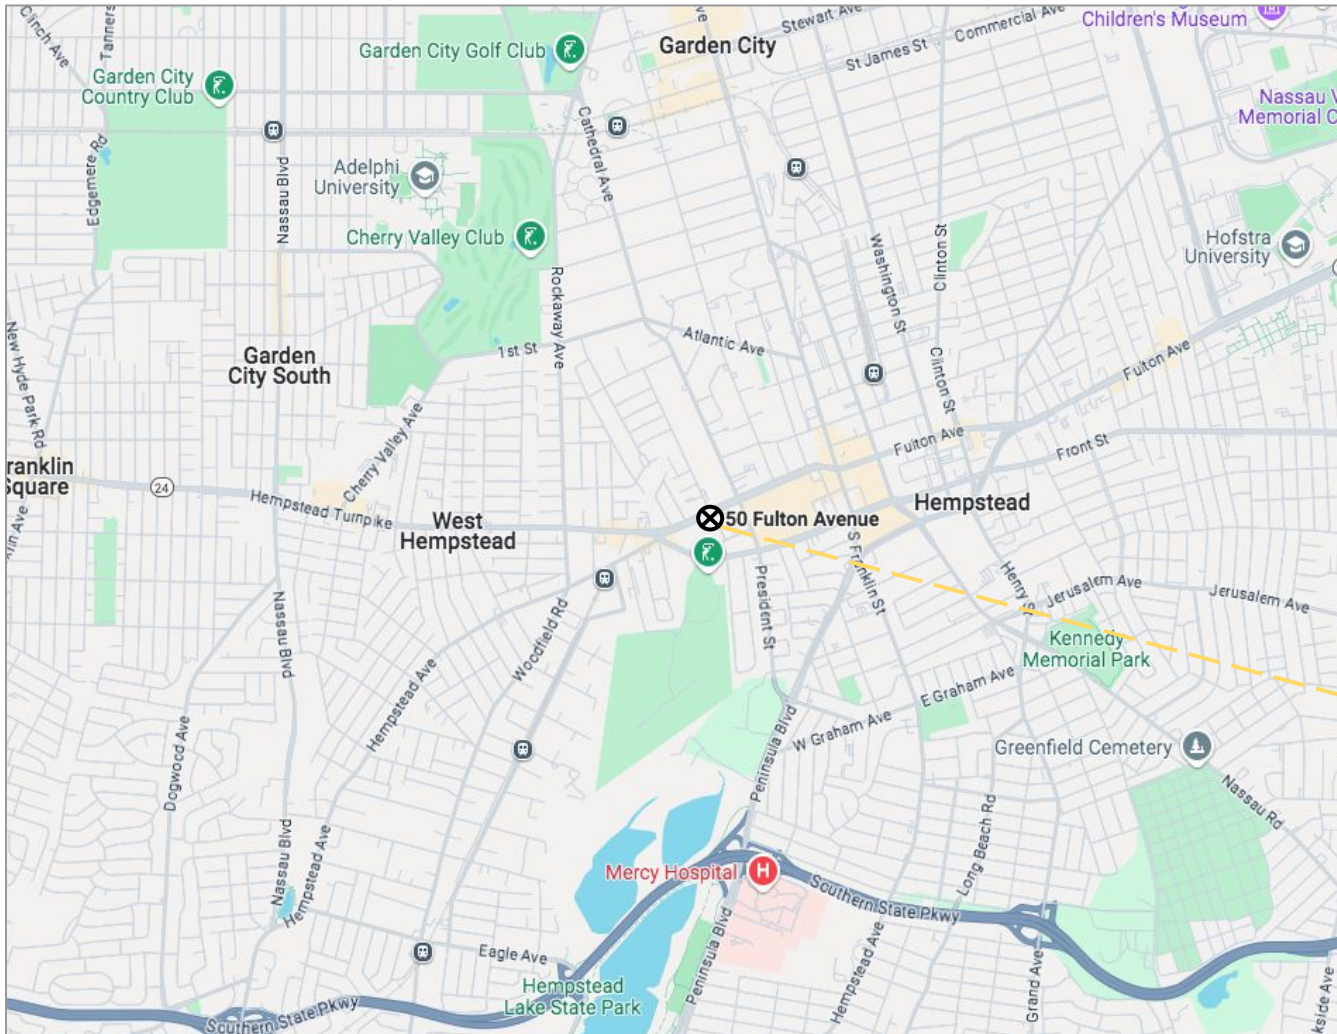 Clinch Ave
Tanners
Garden City Golf Club
ve
Garden City
Stewart Ave
Commercial Ave
St James St
Children's Museum
Garden City
Country Club
Nassau V
Memorial C
Cathedral Ave
Edgemere Rd
Nassau Blvd
Adelphi
University
Cherry Valley Club
Rockaway Ave
Washington St
Clinton St
Hofstra
University
New Hyde Park Rd
Garden
City South
1st St
Atlantic Ave
Clinton St
Fulton Ave
Cherry Valley Ave
Fulton Ave
Front St
ranklin
Square
24
Hempstead Turnpike
West
Hempstead
50 Fulton Avenue
Hempstead
S Franklin St
President St
Henry S
Jerusalem Ave
Jerusalem Ave
Nassau Blvd
Woodfield Rd
Hempstead Ave
Kennedy
Memorial Park
E Graham Ave
W Graham Ave
Dogwood Ave
Peninsula Blvd
Greenfield Cemetery
Nassau Rd
Nassau Blvd
Hempstead Ave
Mercy Hospital
H
Southern State Pkwy
Long Beach Rd
Eagle Ave
Peninsula Blvd
Hempstead Ave
Grand Ave
Hempstead
Lake State Park
Southern State Pkwy
kside Ave